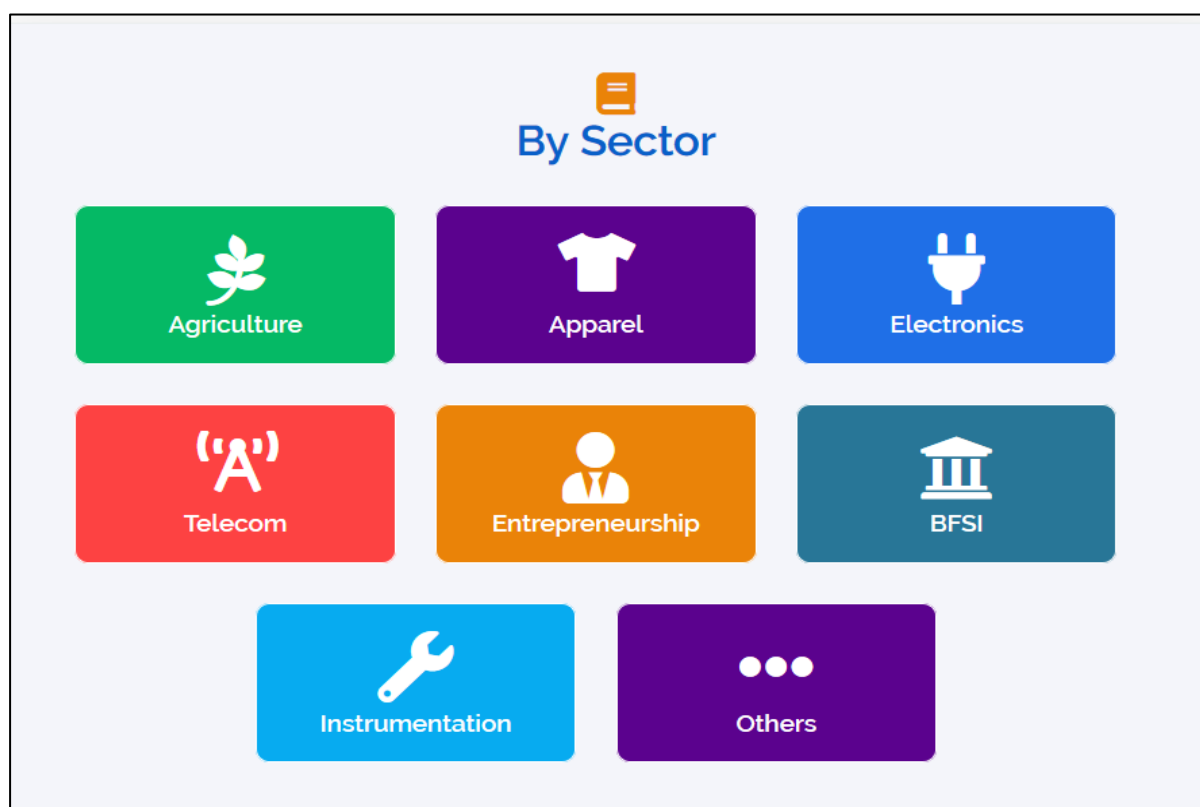 By Sector
Agriculture
Apparel
Electronics
Telecom
Entrepreneurship
BFSI
Instrumentation
Others